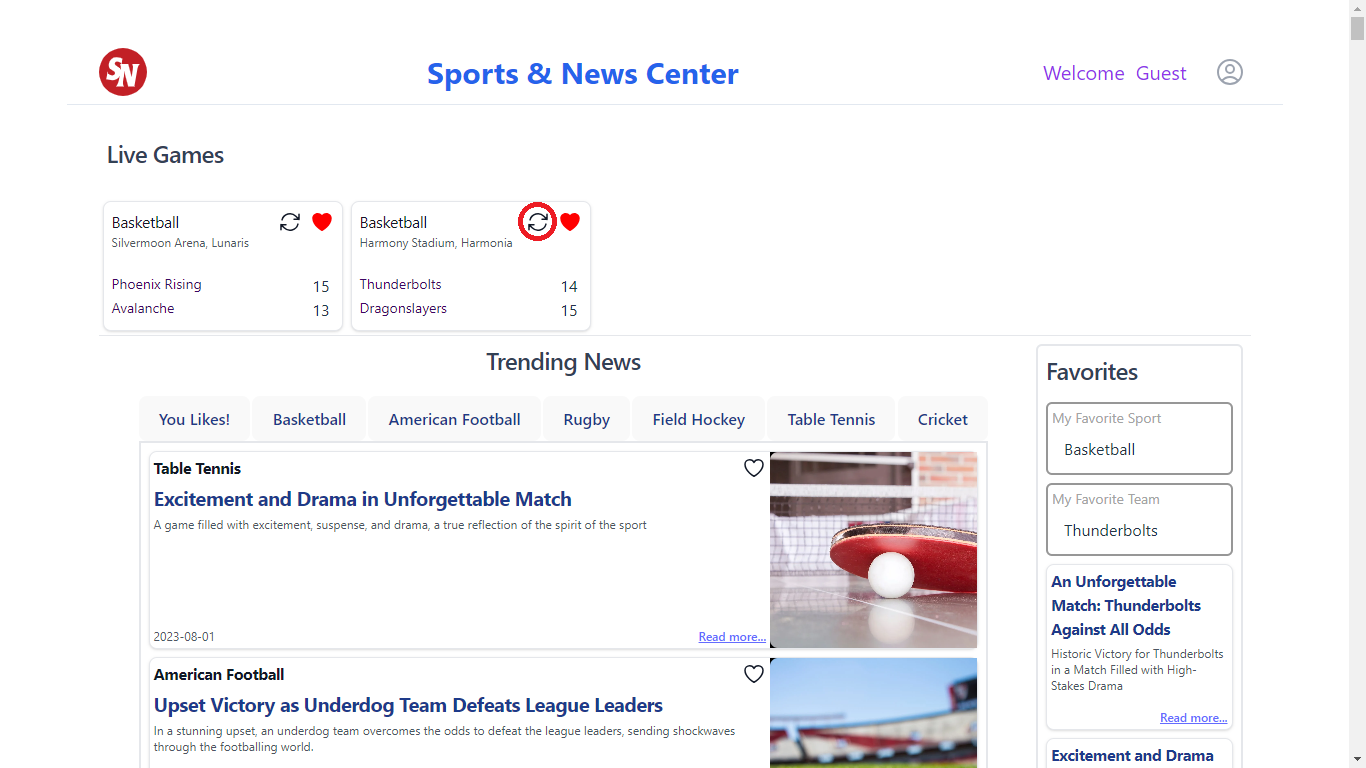 SN
Sports & News Center
Welcome Guest
Live Games
Basketball
Silvermoon Arena, Lunaris
Phoenix Rising 15
Avalanche 13
Basketball
Harmony Stadium, Harmonia
Thunderbolts 14
Dragonslayers 15
Trending News
You Likes!
Basketball
American Football
Rugby
Field Hockey
Table Tennis
Cricket
Table Tennis
Excitement and Drama in Unforgettable Match
A game filled with excitement, suspense, and drama, a true reflection of the spirit of the sport
2023-08-01
Read more...
American Football
Upset Victory as Underdog Team Defeats League Leaders
In a stunning upset, an underdog team overcomes the odds to defeat the league leaders, sending shockwaves
through the footballing world.
Favorites
My Favorite Sport
Basketball
My Favorite Team
Thunderbolts
An Unforgettable
Match: Thunderbolts
Against All Odds
Historic Victory for Thunderbolts
in a Match Filled with High-
Stakes Drama
Read more...
Excitement and Drama